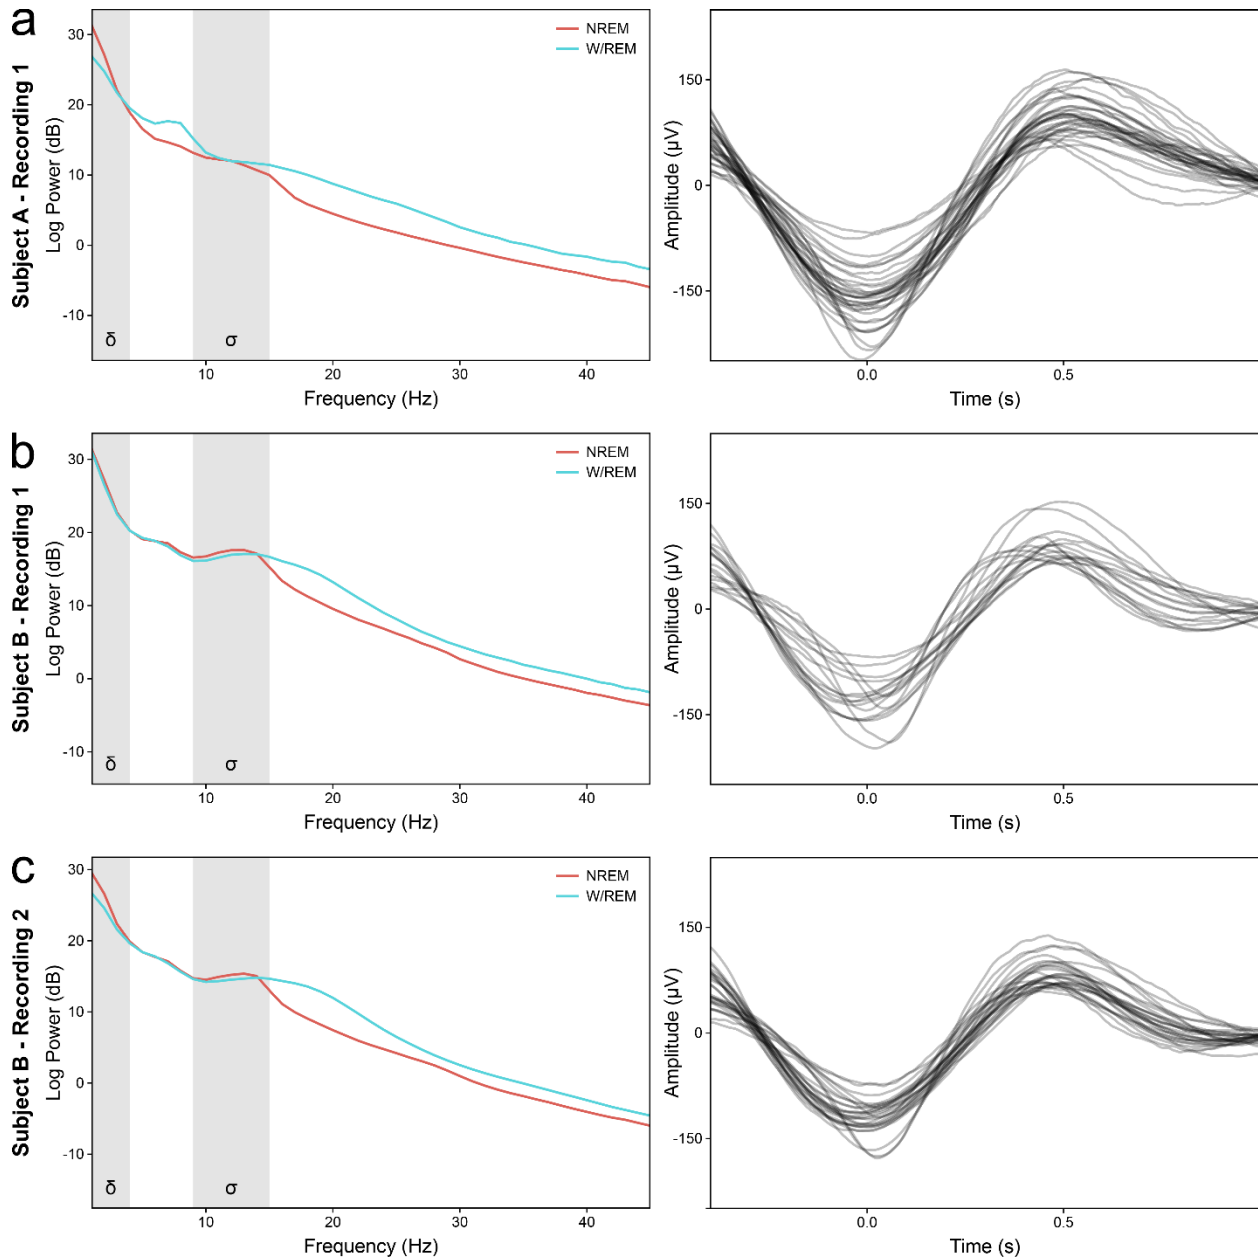 a
Subject A - Recording 1
Log Power (dB)
30
20
10
0
-10
NREM
W/REM
δ
σ
10
20
30
40
Frequency (Hz)
Amplitude (µV)
150
0
-150
0.0
0.5
Time (s)
b
Subject B - Recording 1
Log Power (dB)
30
20
10
0
-10
NREM
W/REM
δ
σ
10
20
30
40
Frequency (Hz)
Amplitude (µV)
150
0
-150
0.0
0.5
Time (s)
c
Subject B - Recording 2
Log Power (dB)
30
20
10
0
-10
NREM
W/REM
δ
σ
10
20
30
40
Frequency (Hz)
Amplitude (µV)
150
0
-150
0.0
0.5
Time (s)